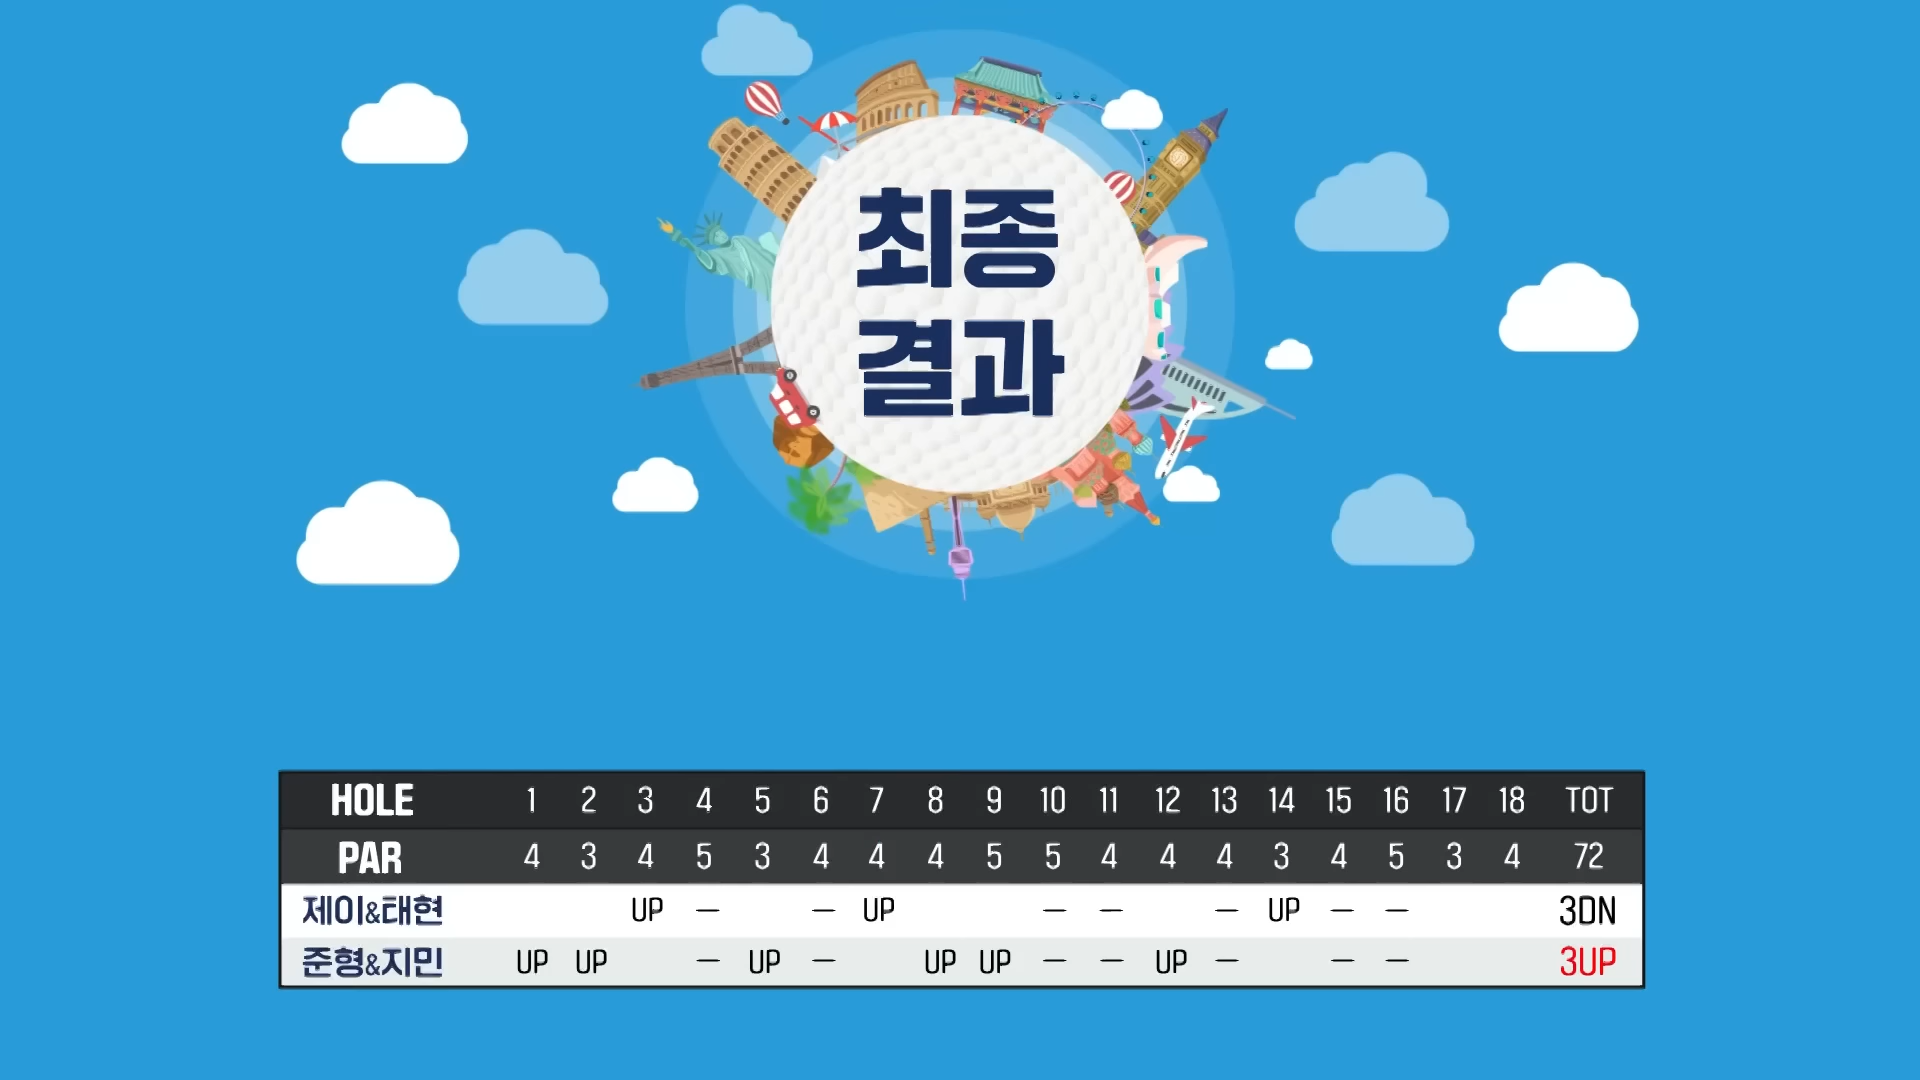 최종
결과
HOLE 1 2 3 4 5 6 7 8 9 10 11 12 13 14 15 16 17 18 TOT
PAR 4 3 4 5 3 4 4 4 5 5 4 4 4 3 4 5 3 4 72
제이&태현 UP — — UP — — — UP — — 3DN
준형&지민 UP UP — UP — UP UP — — UP — — — 3UP